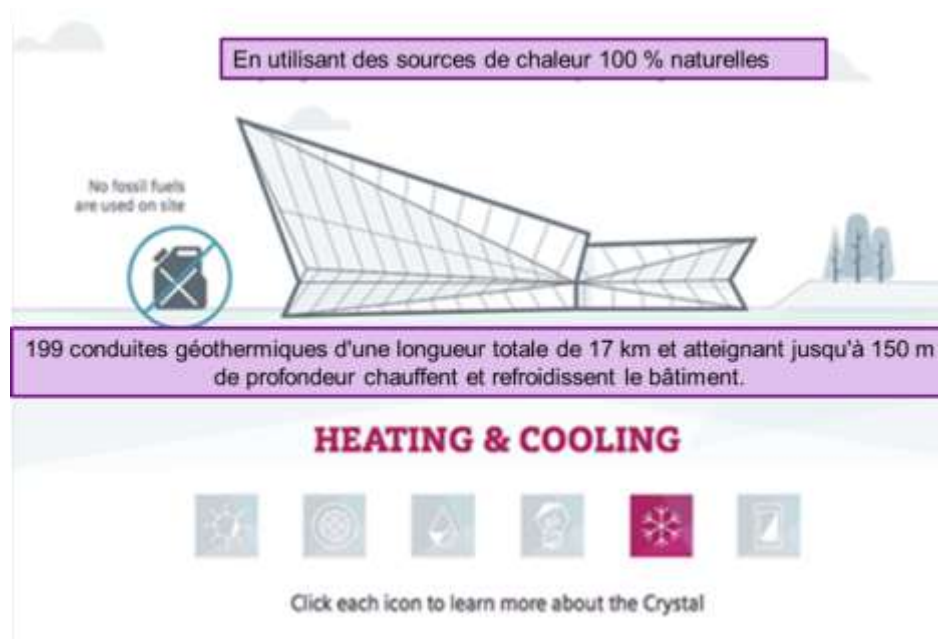 En utilisant des sources de chaleur 100 % naturelles
No fossil fuels
are used on site
199 conduites géothermiques d'une longueur totale de 17 km et atteignant jusqu'à 150 m
de profondeur chauffent et refroidissent le bâtiment.
HEATING & COOLING
Click each icon to learn more about the Crystal